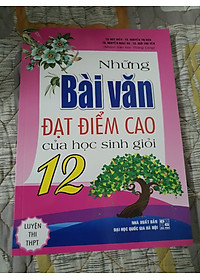 Những
Bài văn
ĐẠT ĐIỂM CAO
của học sinh giỏi
12
LUYỆN
THI
THPT
NHÀ XUẤT BẢN
ĐẠI HỌC QUỐC GIA HÀ NỘI